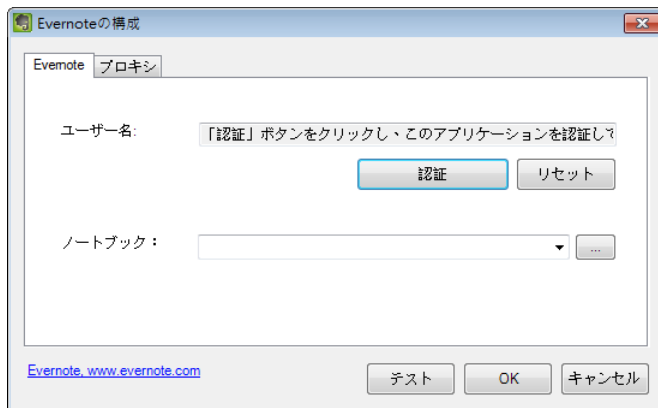 Evernoteの構成
Evernote プロキシ
ユーザー名: 「認証」ボタンをクリックし、このアプリケーションを認証して
認証 リセット
ノートブック： ...
Evernote, www.evernote.com テスト OK キャンセル